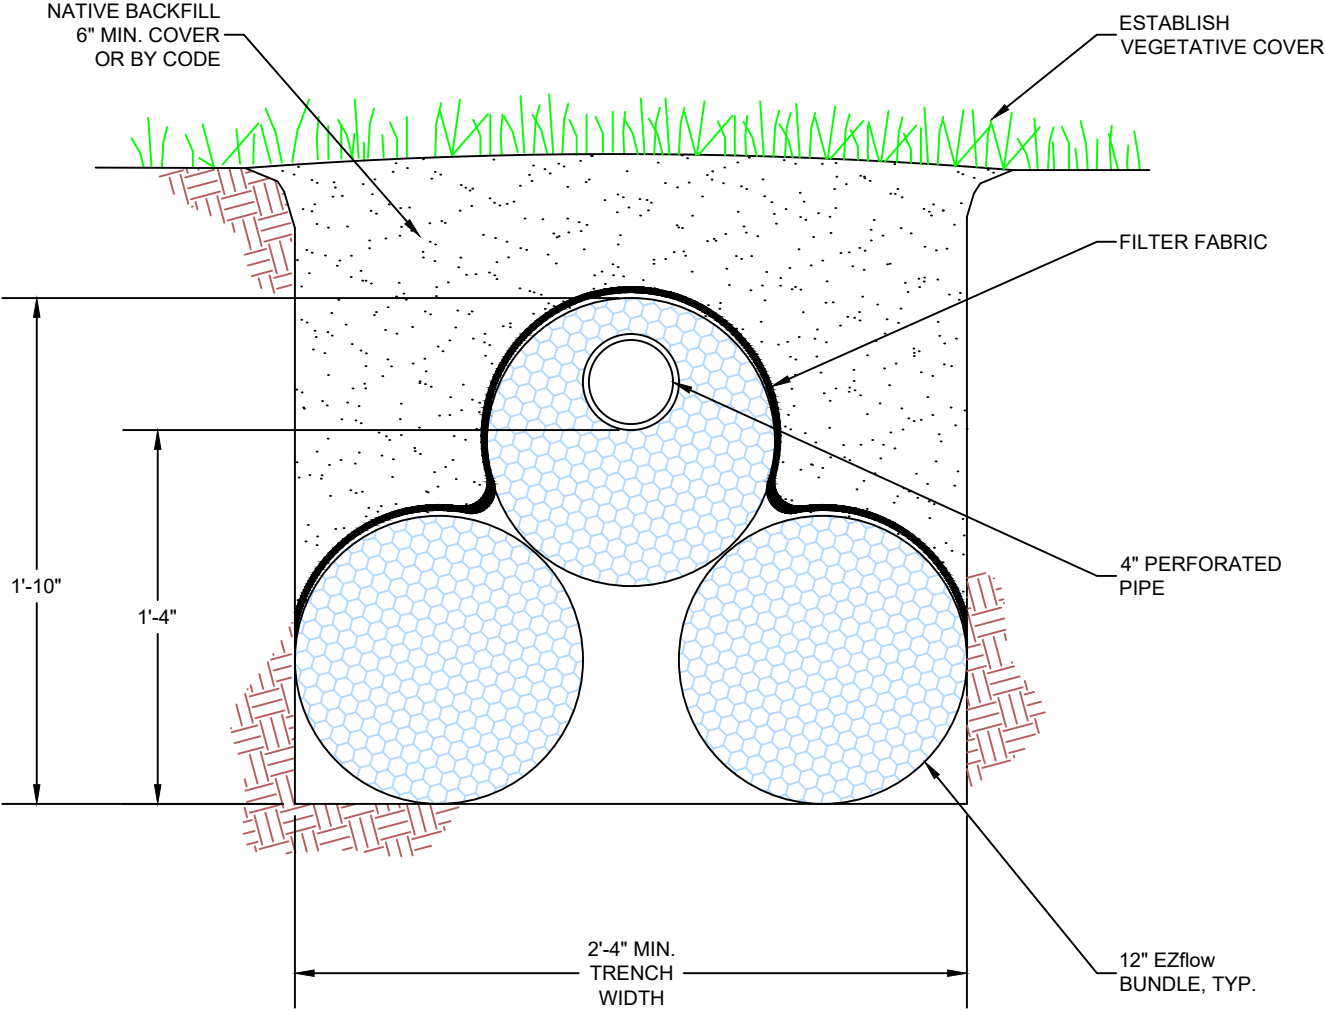 NATIVE BACKFILL
6" MIN. COVER
OR BY CODE
ESTABLISH
VEGETATIVE COVER
FILTER FABRIC
4" PERFORATED
PIPE
1'-10"
1'-4"
2'-4" MIN.
TRENCH
WIDTH
12" EZflow
BUNDLE, TYP.